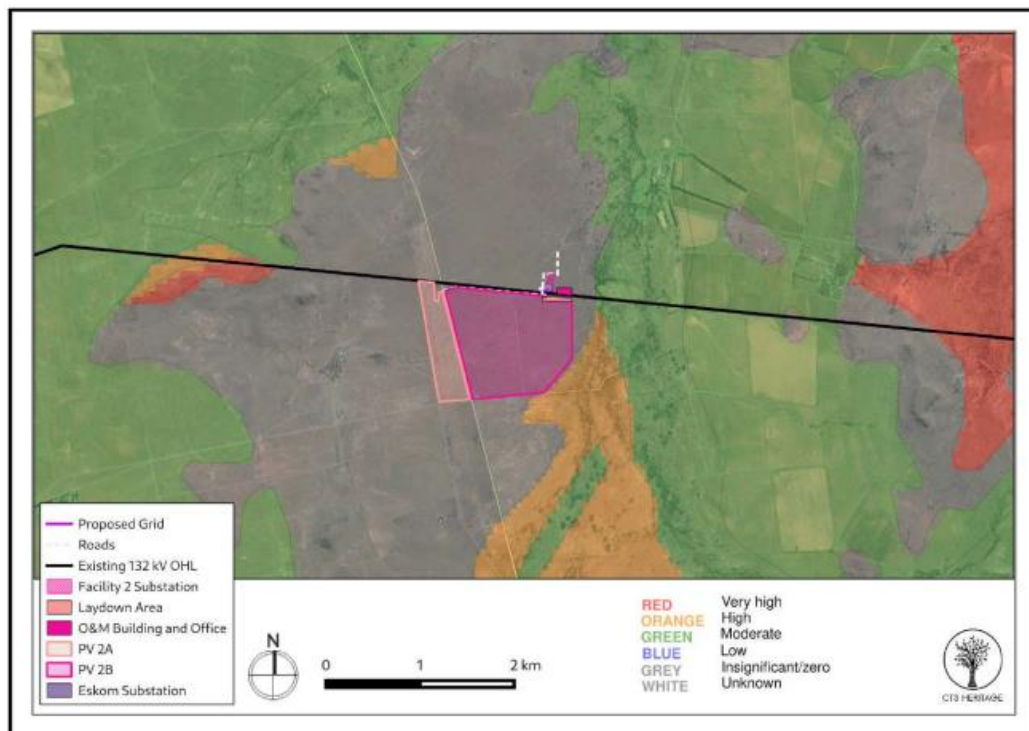 Proposed Grid
Roads
Existing 132 kV OHL
Facility 2 Substation
Laydown Area
O&M Building and Office
PV 2A
PV 2B
Eskom Substation
N
0 1 2 km
RED Very high
ORANGE High
GREEN Moderate
BLUE Low
GREY Insignificant/zero
WHITE Unknown
CTS HERITAGE